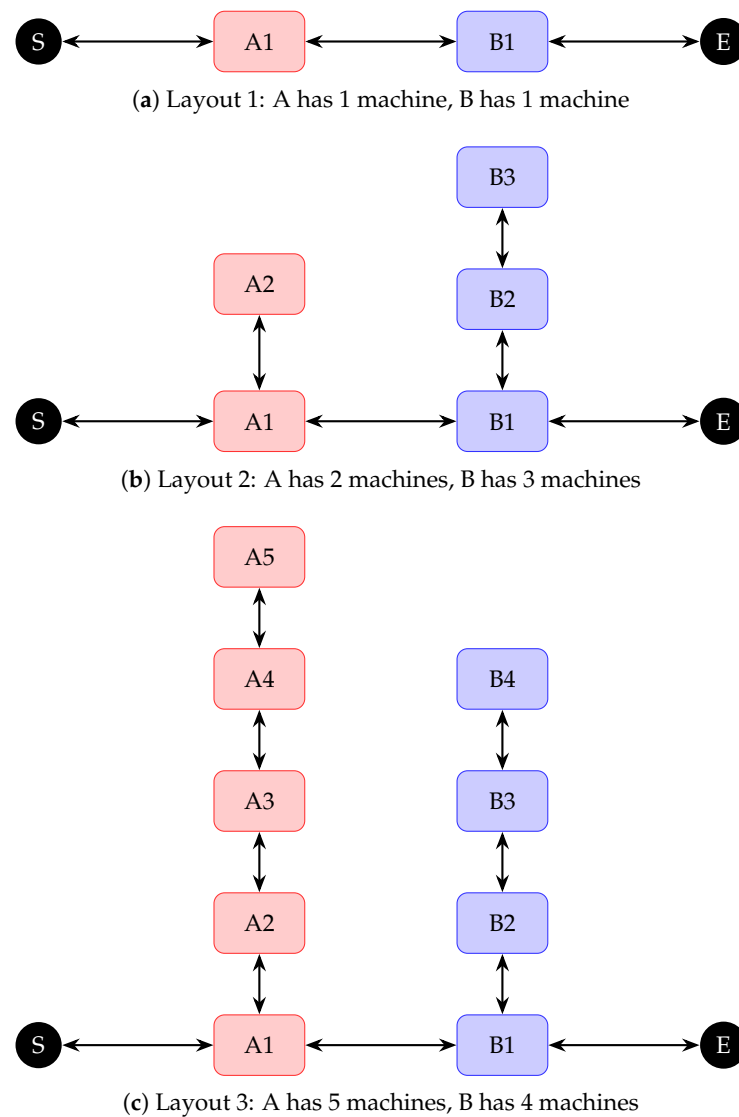 S A1 B1 E
(a) Layout 1: A has 1 machine, B has 1 machine
B3
A2
B2
S A1 B1 E
(b) Layout 2: A has 2 machines, B has 3 machines
A5
A4 B4
A3 B3
A2 B2
S A1 B1 E
(c) Layout 3: A has 5 machines, B has 4 machines